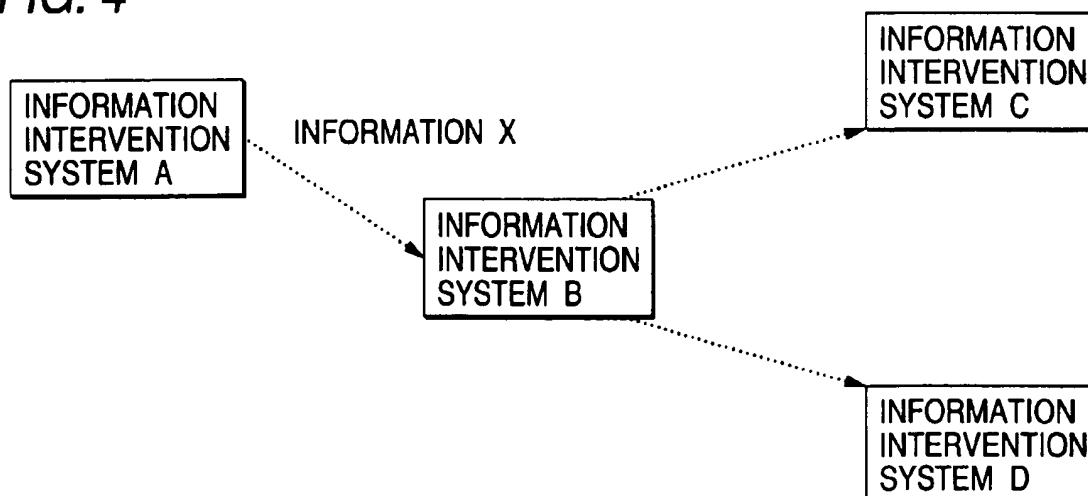 FIG. 4
INFORMATION
INTERVENTION
SYSTEM A
INFORMATION X
INFORMATION
INTERVENTION
SYSTEM B
INFORMATION
INTERVENTION
SYSTEM C
INFORMATION
INTERVENTION
SYSTEM D